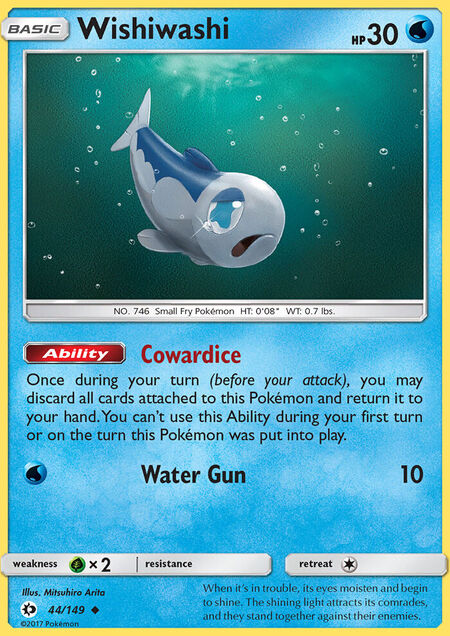 BASIC Wishiwashi HP30
NO. 746 Small Fry Pokémon HT: 0'08" WT: 0.7 lbs.
Ability Cowardice
Once during your turn (before your attack), you may
discard all cards attached to this Pokémon and return it to
your hand. You can't use this Ability during your first turn
or on the turn this Pokémon was put into play.
Water Gun 10
weakness ×2 resistance retreat
Illus. Mitsuhiro Arita
44/149
©2017 Pokémon
When it's in trouble, its eyes moisten and begin
to shine. The shining light attracts its comrades,
and they stand together against their enemies.